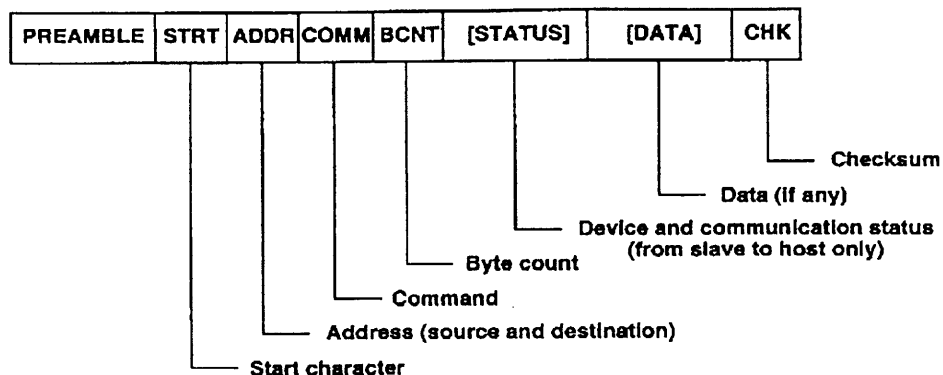 PREAMBLE STRT ADDR COMM BCNT [STATUS] [DATA] CHK
Checksum
Data (if any)
Device and communication status
(from slave to host only)
Byte count
Command
Address (source and destination)
Start character